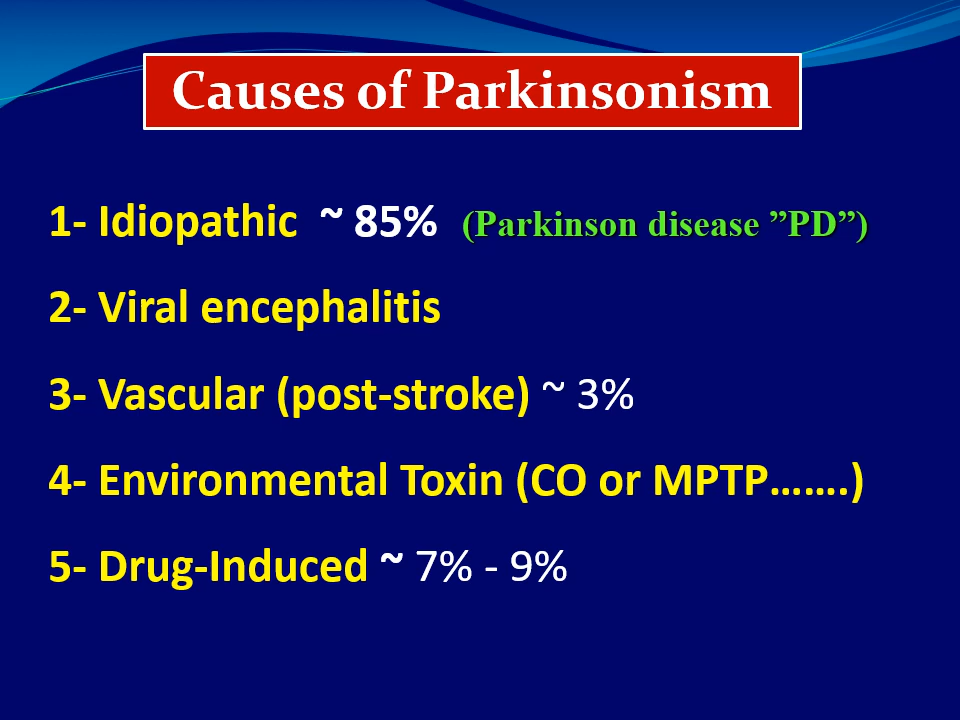 Causes of Parkinsonism
1- Idiopathic ~ 85% (Parkinson disease ”PD”)
2- Viral encephalitis
3- Vascular (post-stroke) ~ 3%
4- Environmental Toxin (CO or MPTP…….)
5- Drug-Induced ~ 7% - 9%